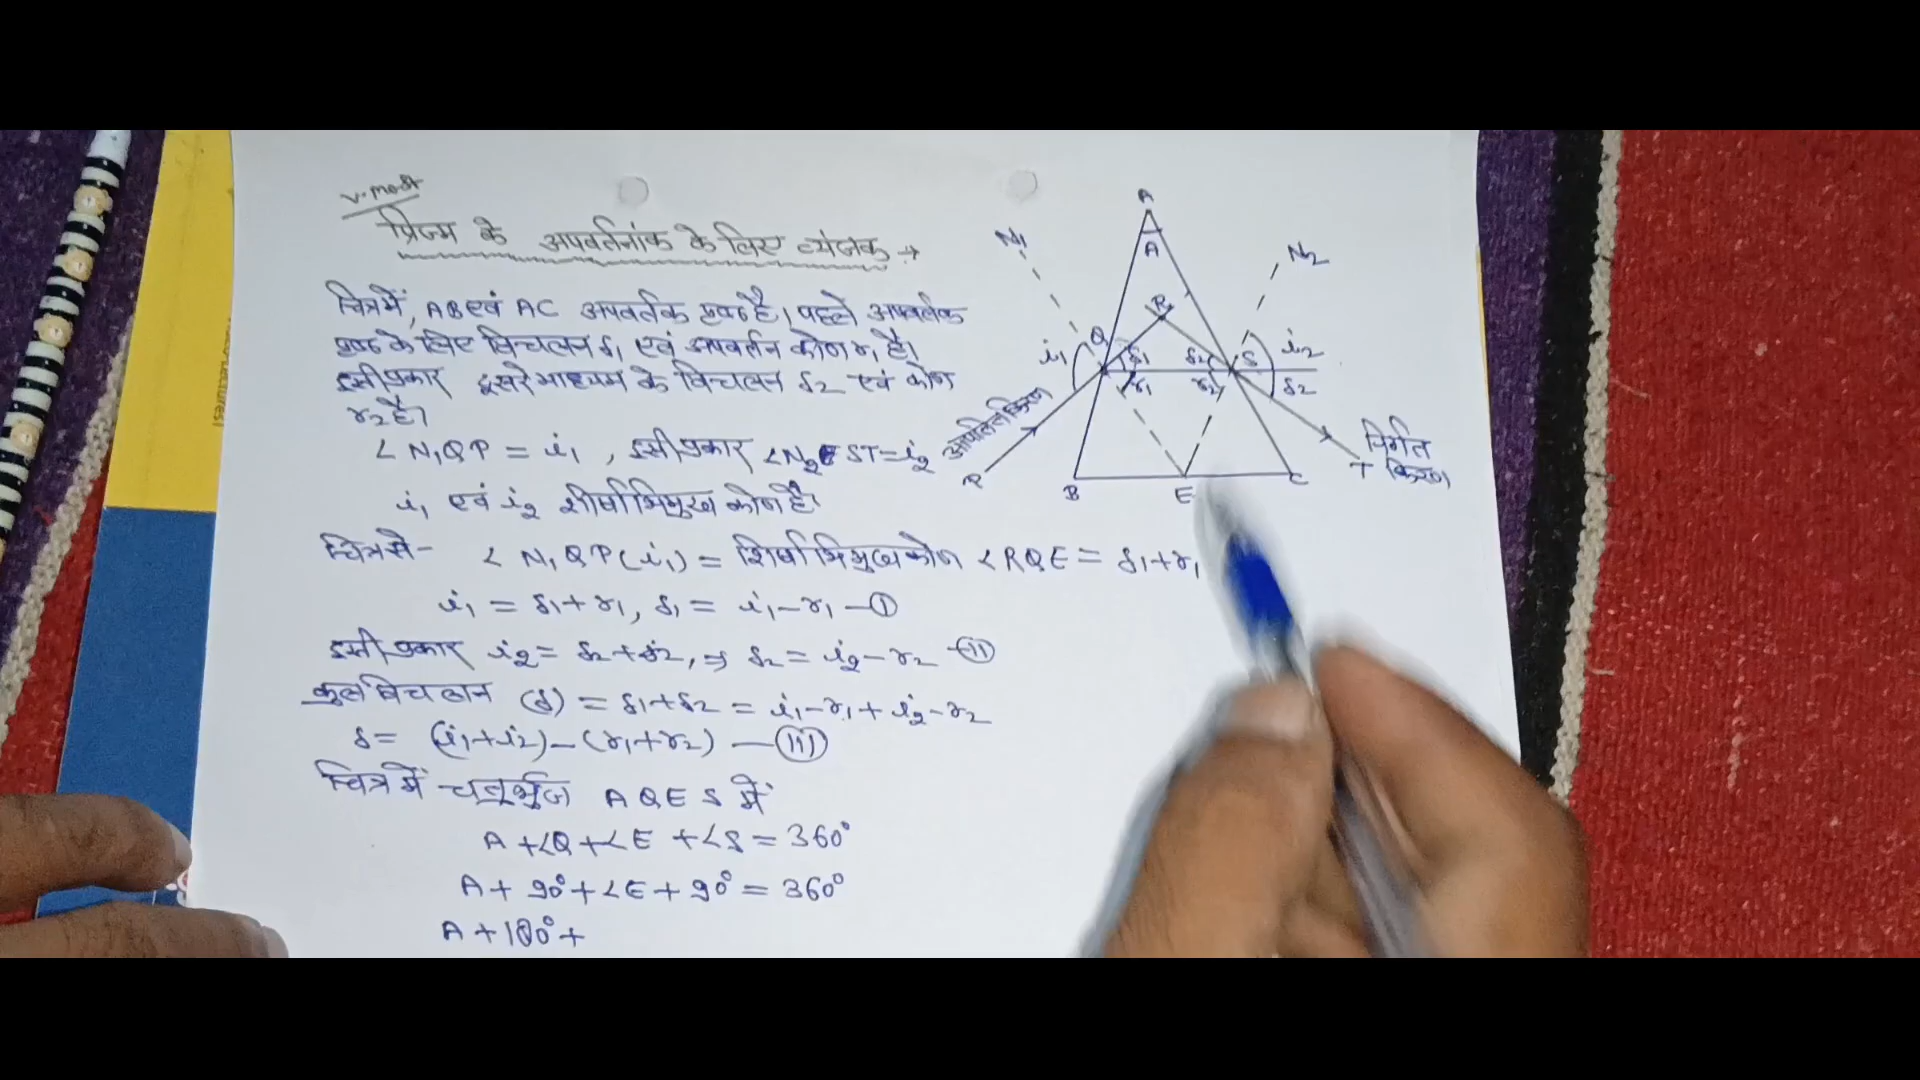 v. most
प्रिज्म के अपवर्तनांक के लिए व्यंजक →
चित्र में, AB एवं AC अपवर्तक पृष्ठ है। पहले अपवर्तक
पृष्ठ के लिए विचलन δ₁ एवं अपवर्तन कोण r₁ है।
इसी प्रकार दूसरे माध्यम के विचलन δ₂ एवं कोण
r₂ है।
∠N₁QP = i₁ , इसी प्रकार ∠N₂ ST = i₂
i₁ एवं i₂ शीर्षाभिमुख कोण है।
चित्र से- ∠N₁QP(i₁) = शिर्षाभिमुख कोण ∠RQE = δ₁+r₁
i₁ = δ₁+r₁, δ₁ = i₁-r₁ —(I)
इसी प्रकार i₂ = δ₂+r₂, ⇒ δ₂ = i₂-r₂ —(II)
कुल विचलन (δ) = δ₁+δ₂ = i₁-r₁+i₂-r₂
δ = (i₁+i₂)-(r₁+r₂) —(III)
चित्र में चतुर्भुज AQES में
A+∠Q+∠E+∠S = 360°
A+90°+∠E+90° = 360°
A+180°+
A
A
N₁
N₂
R
Q
i₁
δ₁
δ₂
S
i₂
r₁
r₂
δ₂
आपतित किरण
निर्गत
किरण
P
B
E
C
T